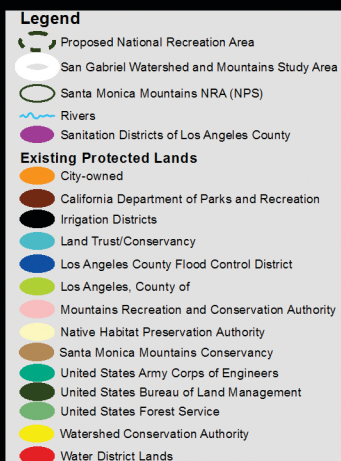 Legend
Proposed National Recreation Area
San Gabriel Watershed and Mountains Study Area
Santa Monica Mountains NRA (NPS)
Rivers
Sanitation Districts of Los Angeles County
Existing Protected Lands
City-owned
California Department of Parks and Recreation
Irrigation Districts
Land Trust/Conservancy
Los Angeles County Flood Control District
Los Angeles, County of
Mountains Recreation and Conservation Authority
Native Habitat Preservation Authority
Santa Monica Mountains Conservancy
United States Army Corps of Engineers
United States Bureau of Land Management
United States Forest Service
Watershed Conservation Authority
Water District Lands